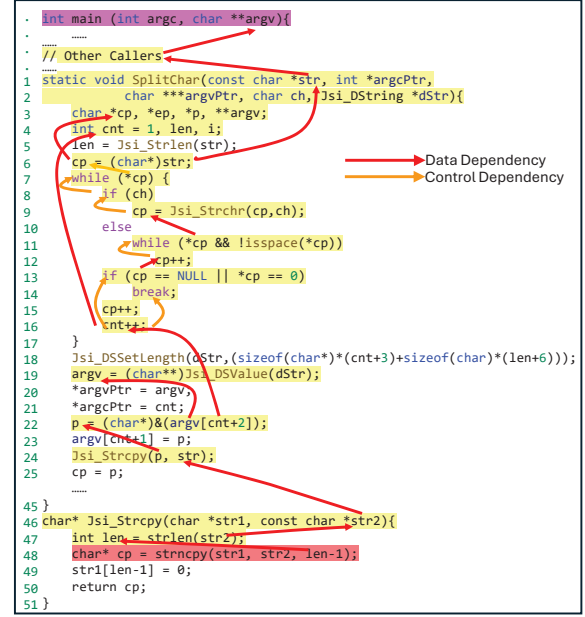 . int main (int argc, char **argv){
. ……
. ……
. // Other Callers
. ……
1 static void SplitChar(const char *str, int *argcPtr,
2 char ***argvPtr, char ch, Jsi_DString *dStr){
3 char *cp, *ep, *p, **argv;
4 int cnt = 1, len, i;
5 len = Jsi_Strlen(str);
6 cp = (char*)str;
7 while (*cp) {
8 if (ch)
9 cp = Jsi_Strchr(cp,ch);
10 else
11 while (*cp && !isspace(*cp))
12 cp++;
13 if (cp == NULL || *cp == 0)
14 break;
15 cp++;
16 cnt++;
17 }
18 Jsi_DSSetLength(dStr,(sizeof(char*)*(cnt+3)+sizeof(char)*(len+6)));
19 argv = (char**)Jsi_DSValue(dStr);
20 *argvPtr = argv,
21 *argcPtr = cnt;
22 p = (char*)&(argv[cnt+2]);
23 argv[cnt+1] = p;
24 Jsi_Strcpy(p, str);
25 cp = p;
……
45 }
46 char* Jsi_Strcpy(char *str1, const char *str2){
47 int len = strlen(str2);
48 char* cp = strncpy(str1, str2, len-1);
49 str1[len-1] = 0;
50 return cp;
51 }
Data Dependency
Control Dependency